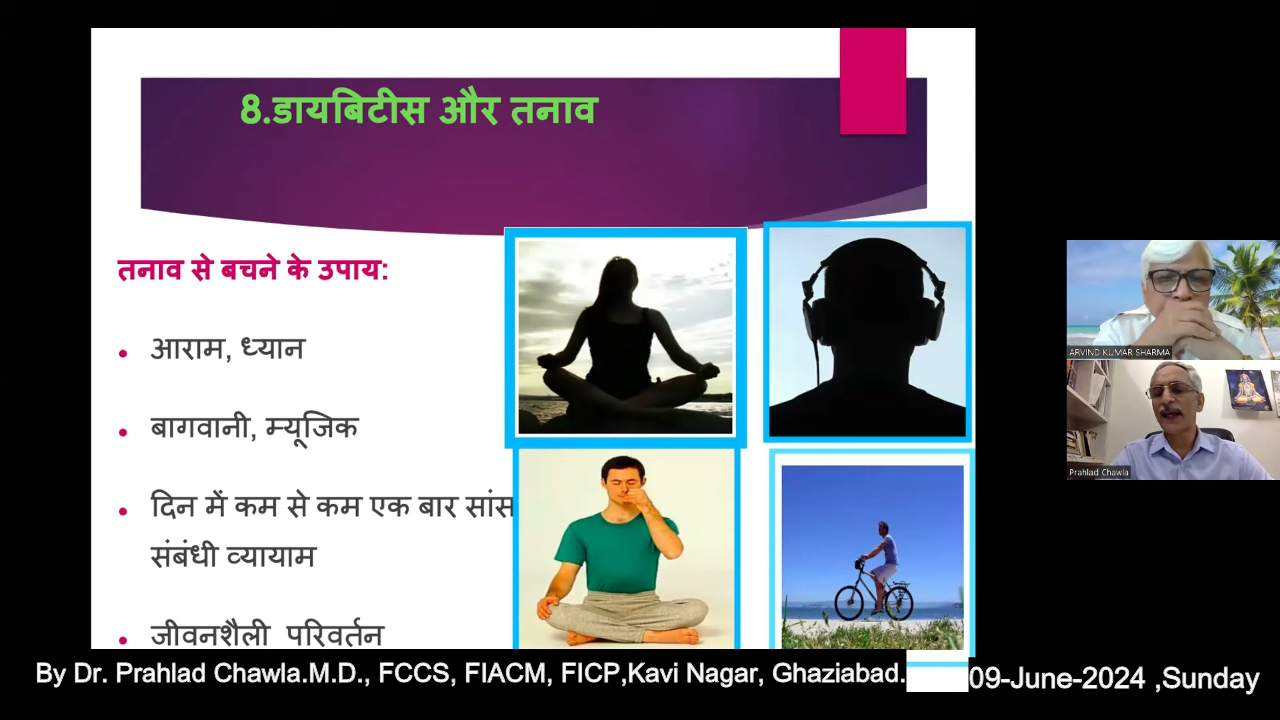 8.डायबिटीस और तनाव
तनाव से बचने के उपाय:
• आराम, ध्यान
• बागवानी, म्यूजिक
• दिन में कम से कम एक बार सांस
संबंधी व्यायाम
• जीवनशैली परिवर्तन
ARVIND KUMAR SHARMA
Prahlad Chawla
By Dr. Prahlad Chawla.M.D., FCCS, FIACM, FICP,Kavi Nagar, Ghaziabad.
09-June-2024 ,Sunday